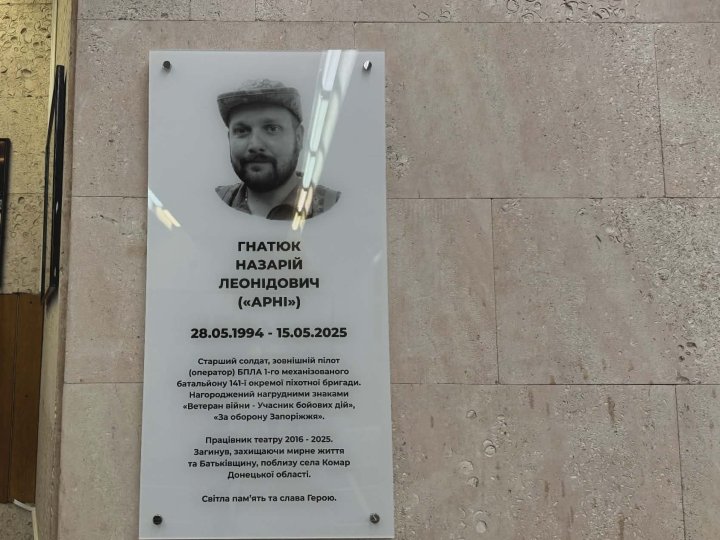 ГНАТЮК
НАЗАРІЙ
ЛЕОНІДОВИЧ
(«АРНІ»)
28.05.1994 - 15.05.2025
Старший солдат, зовнішній пілот
(оператор) БПЛА 1-го механізованого
батальйону 141-ї окремої піхотної бригади.
Нагороджений нагрудними знаками
«Ветеран війни - Учасник бойових дій»,
«За оборону Запоріжжя».
Працівник театру 2016 - 2025.
Загинув, захищаючи мирне життя
та Батьківщину, поблизу села Комар
Донецької області.
Світла пам'ять та слава Герою.